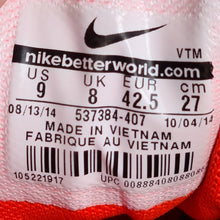 nikebetterworld.com VTM
US UK EUR cm
9 8 42.5 27
08/13/14 537384-407 10/04/14
MADE IN VIETNAM
FABRIQUE AU VIETNAM
105221917 UPC 00888408080